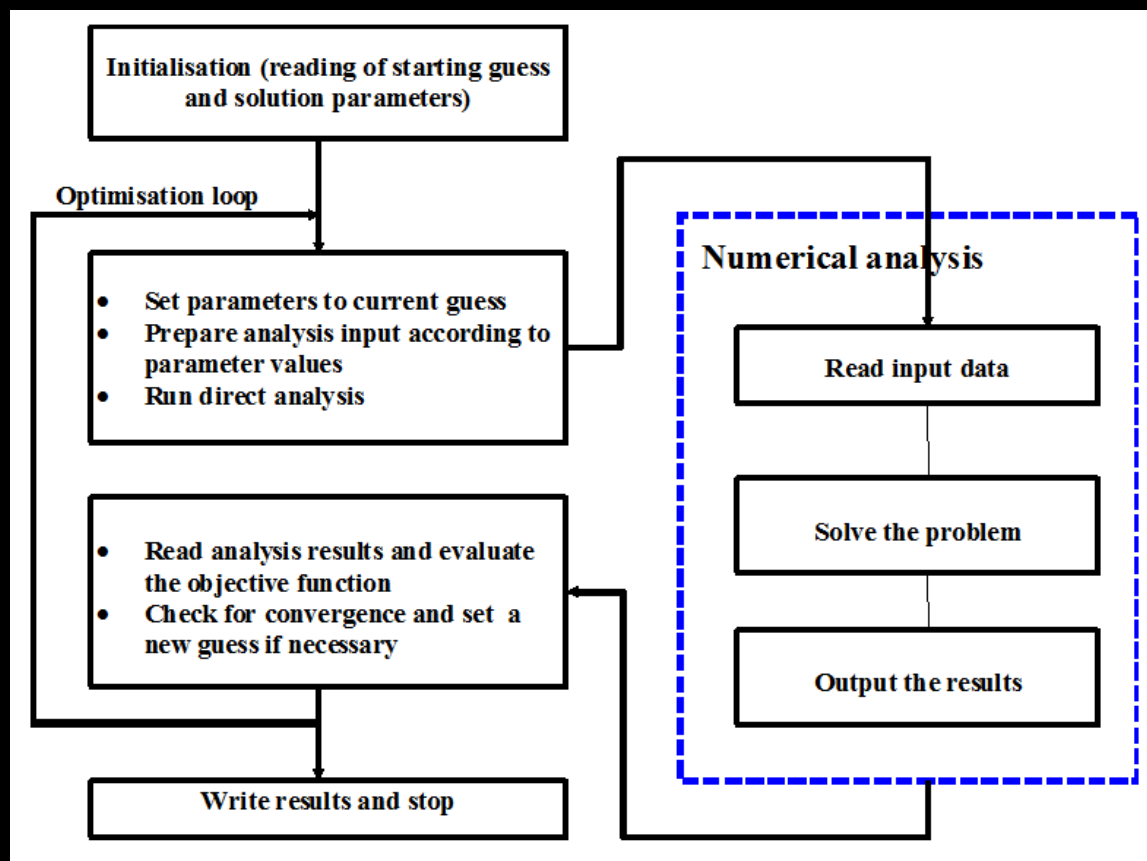 Initialisation (reading of starting guess
and solution parameters)
Optimisation loop
• Set parameters to current guess
• Prepare analysis input according to
parameter values
• Run direct analysis
• Read analysis results and evaluate
the objective function
• Check for convergence and set a
new guess if necessary
Write results and stop
Numerical analysis
Read input data
Solve the problem
Output the results